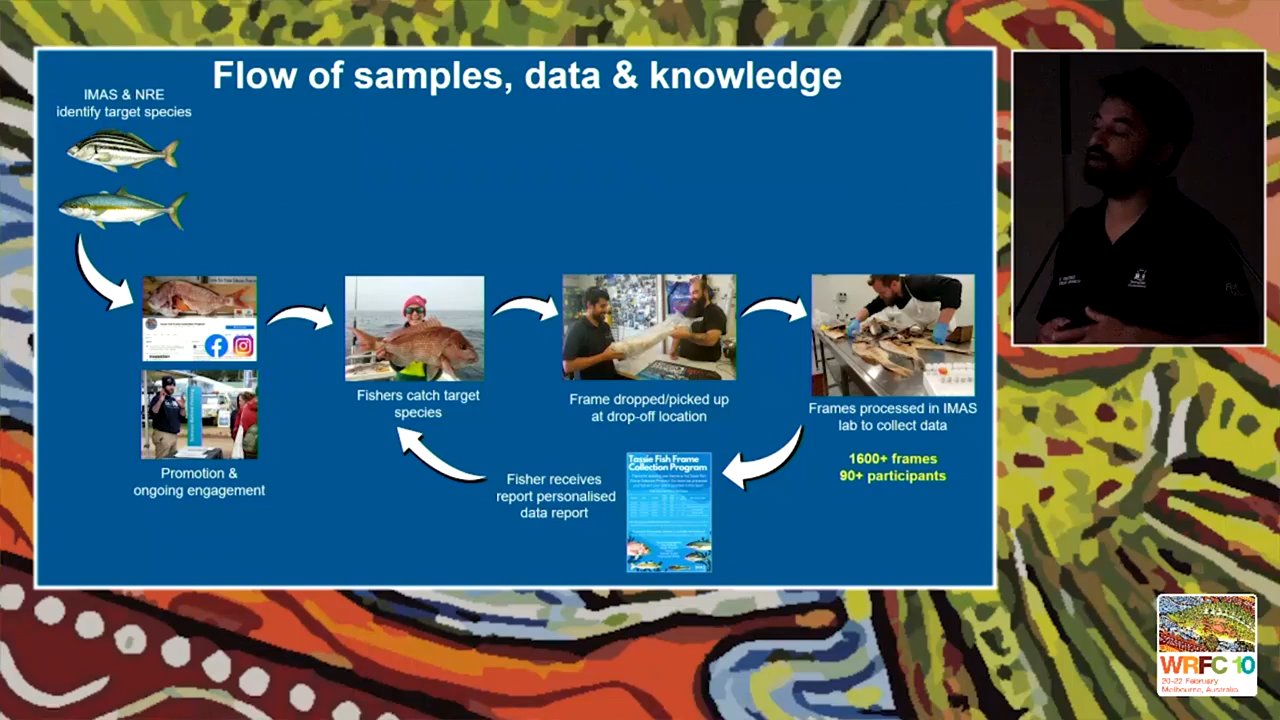 Flow of samples, data & knowledge
IMAS & NRE
identify target species
Promotion &
ongoing engagement
Fishers catch target
species
Frame dropped/picked up
at drop-off location
Frames processed in IMAS
lab to collect data
1600+ frames
90+ participants
Fisher receives
report personalised
data report
Tassie Fish Frame
Collection Program
WRFC 10
20-22 February
Melbourne, Australia